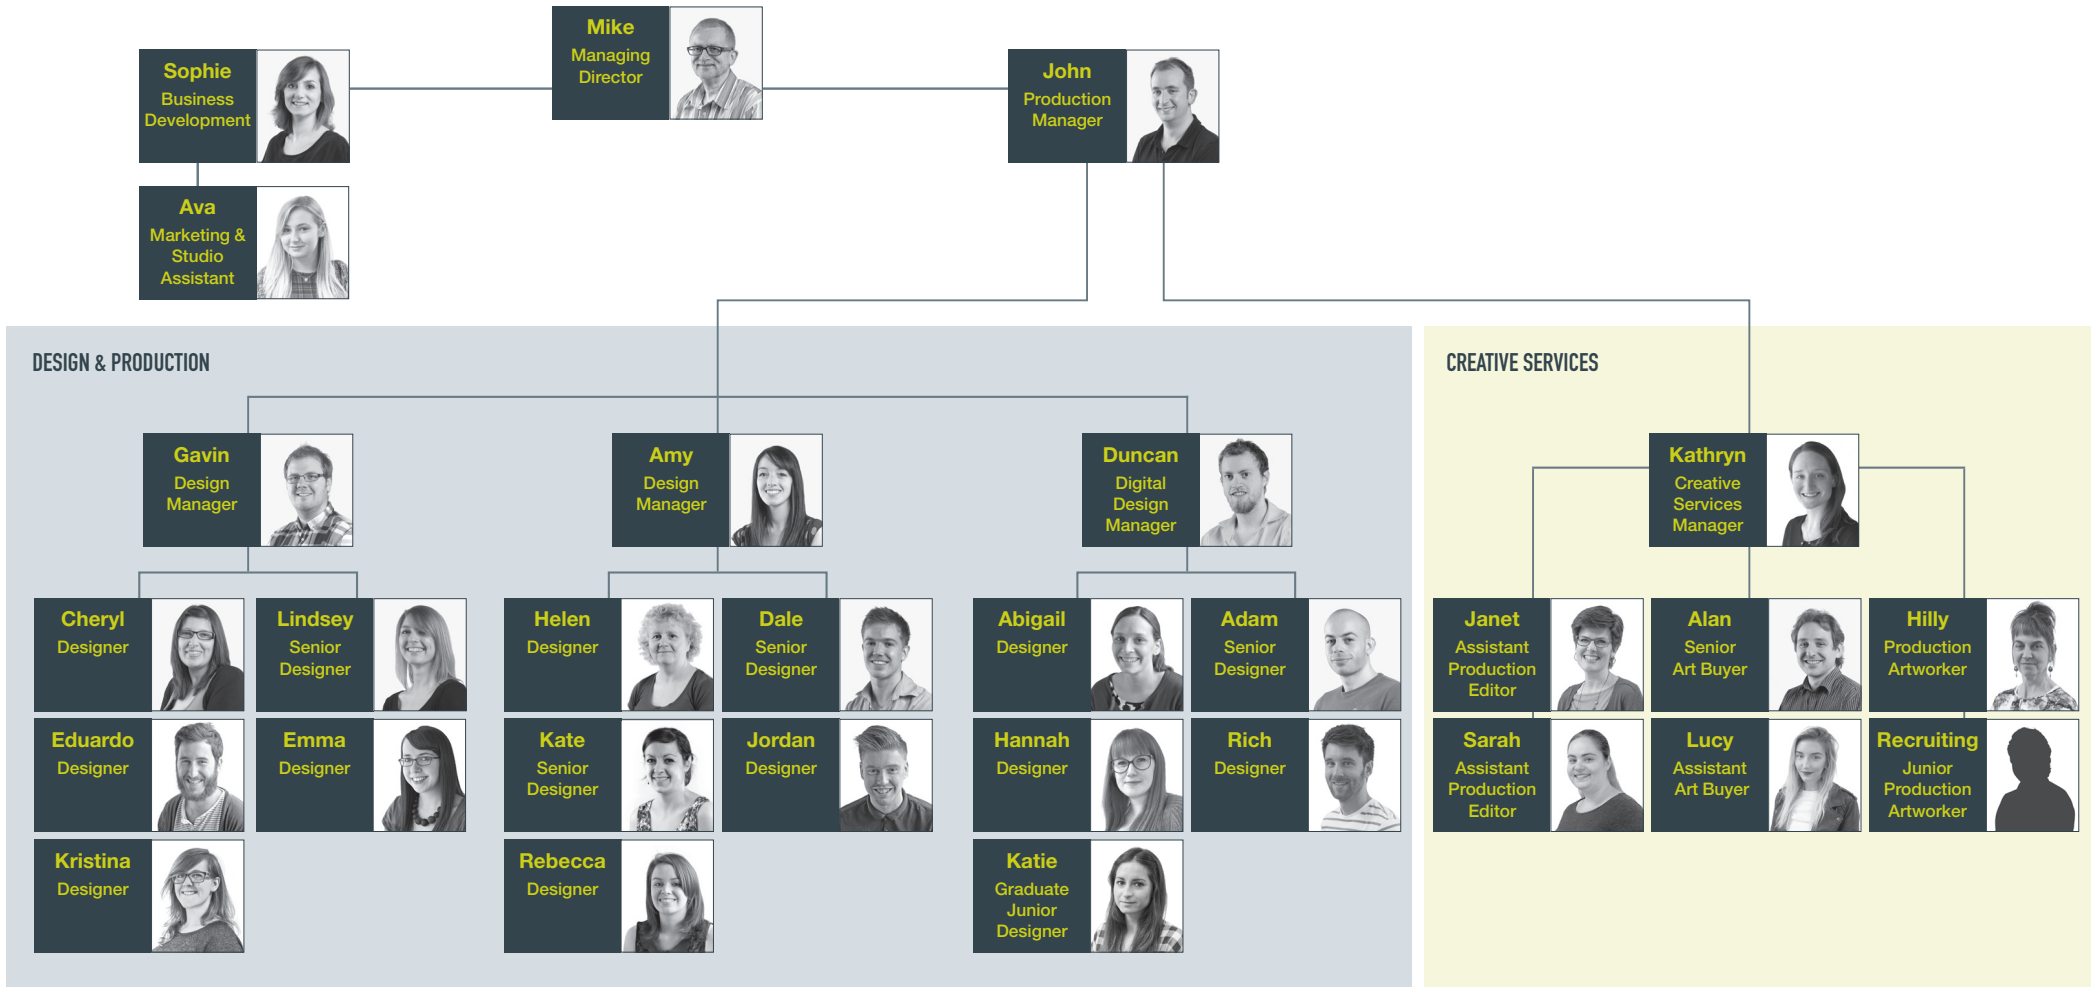 Mike
Managing
Director
Sophie
Business
Development
John
Production
Manager
Ava
Marketing &
Studio
Assistant
DESIGN & PRODUCTION
CREATIVE SERVICES
Gavin
Design
Manager
Amy
Design
Manager
Duncan
Digital
Design
Manager
Kathryn
Creative
Services
Manager
Cheryl
Designer
Lindsey
Senior
Designer
Helen
Designer
Dale
Senior
Designer
Abigail
Designer
Adam
Senior
Designer
Janet
Assistant
Production
Editor
Alan
Senior
Art Buyer
Hilly
Production
Artworker
Eduardo
Designer
Emma
Designer
Kate
Senior
Designer
Jordan
Designer
Hannah
Designer
Rich
Designer
Sarah
Assistant
Production
Editor
Lucy
Assistant
Art Buyer
Recruiting
Junior
Production
Artworker
Kristina
Designer
Rebecca
Designer
Katie
Graduate
Junior
Designer